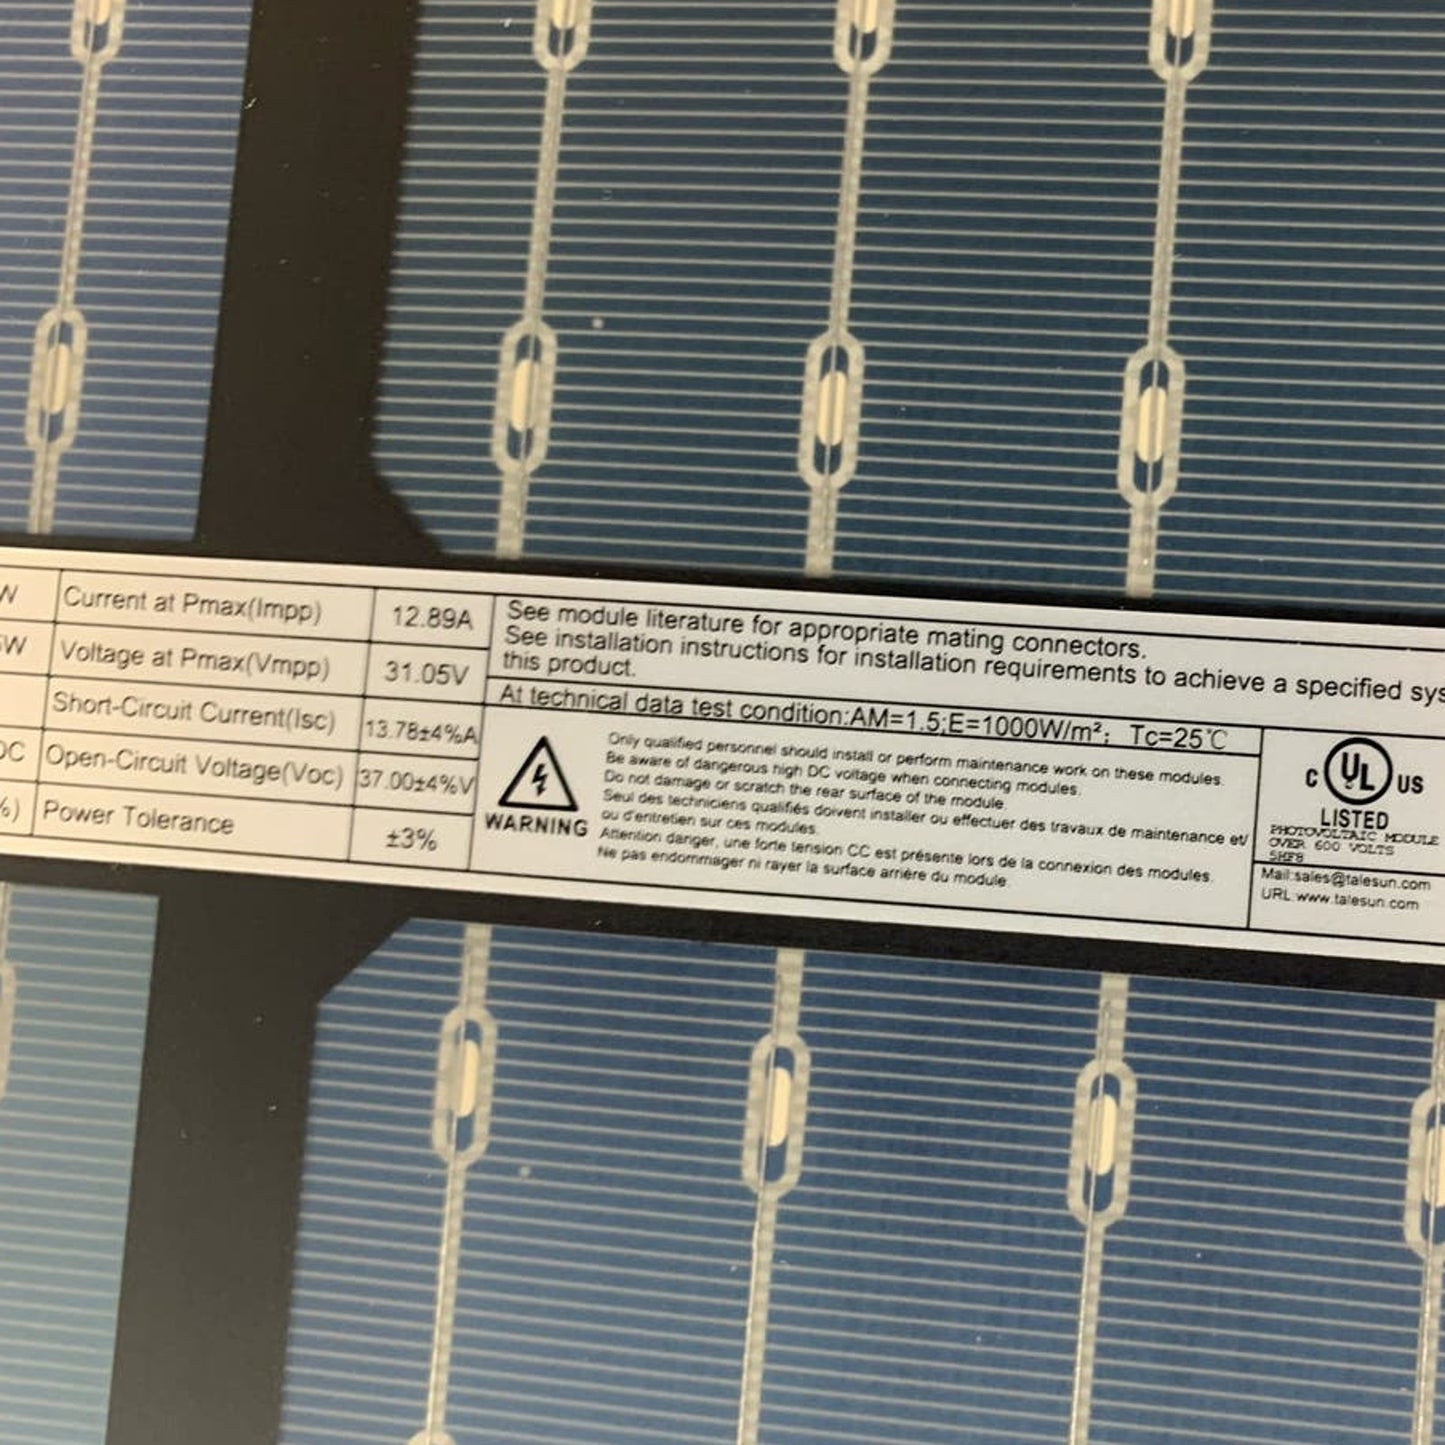 W Current at Pmax(Impp) 12.89A
W Voltage at Pmax(Vmpp) 31.05V
Short-Circuit Current(Isc) 13.78±4%A
DC Open-Circuit Voltage(Voc) 37.00±4%V
%) Power Tolerance ±3%
See module literature for appropriate mating connectors.
See installation instructions for installation requirements to achieve a specified sys
this product.
At technical data test condition:AM=1.5;E=1000W/m²; Tc=25℃
WARNING
Only qualified personnel should install or perform maintenance work on these modules.
Be aware of dangerous high DC voltage when connecting modules.
Do not damage or scratch the rear surface of the module.
Seul des techniciens qualifiés doivent installer ou effectuer des travaux de maintenance et/
ou d'entretien sur ces modules.
Attention danger, une forte tension CC est présente lors de la connexion des modules.
Ne pas endommager ni rayer la surface arrière du module.
C UL US
LISTED
PHOTOVOLTAIC MODULE
OVER 600 VOLTS
5HF8
Mail:sales@talesun.com
URL:www.talesun.com